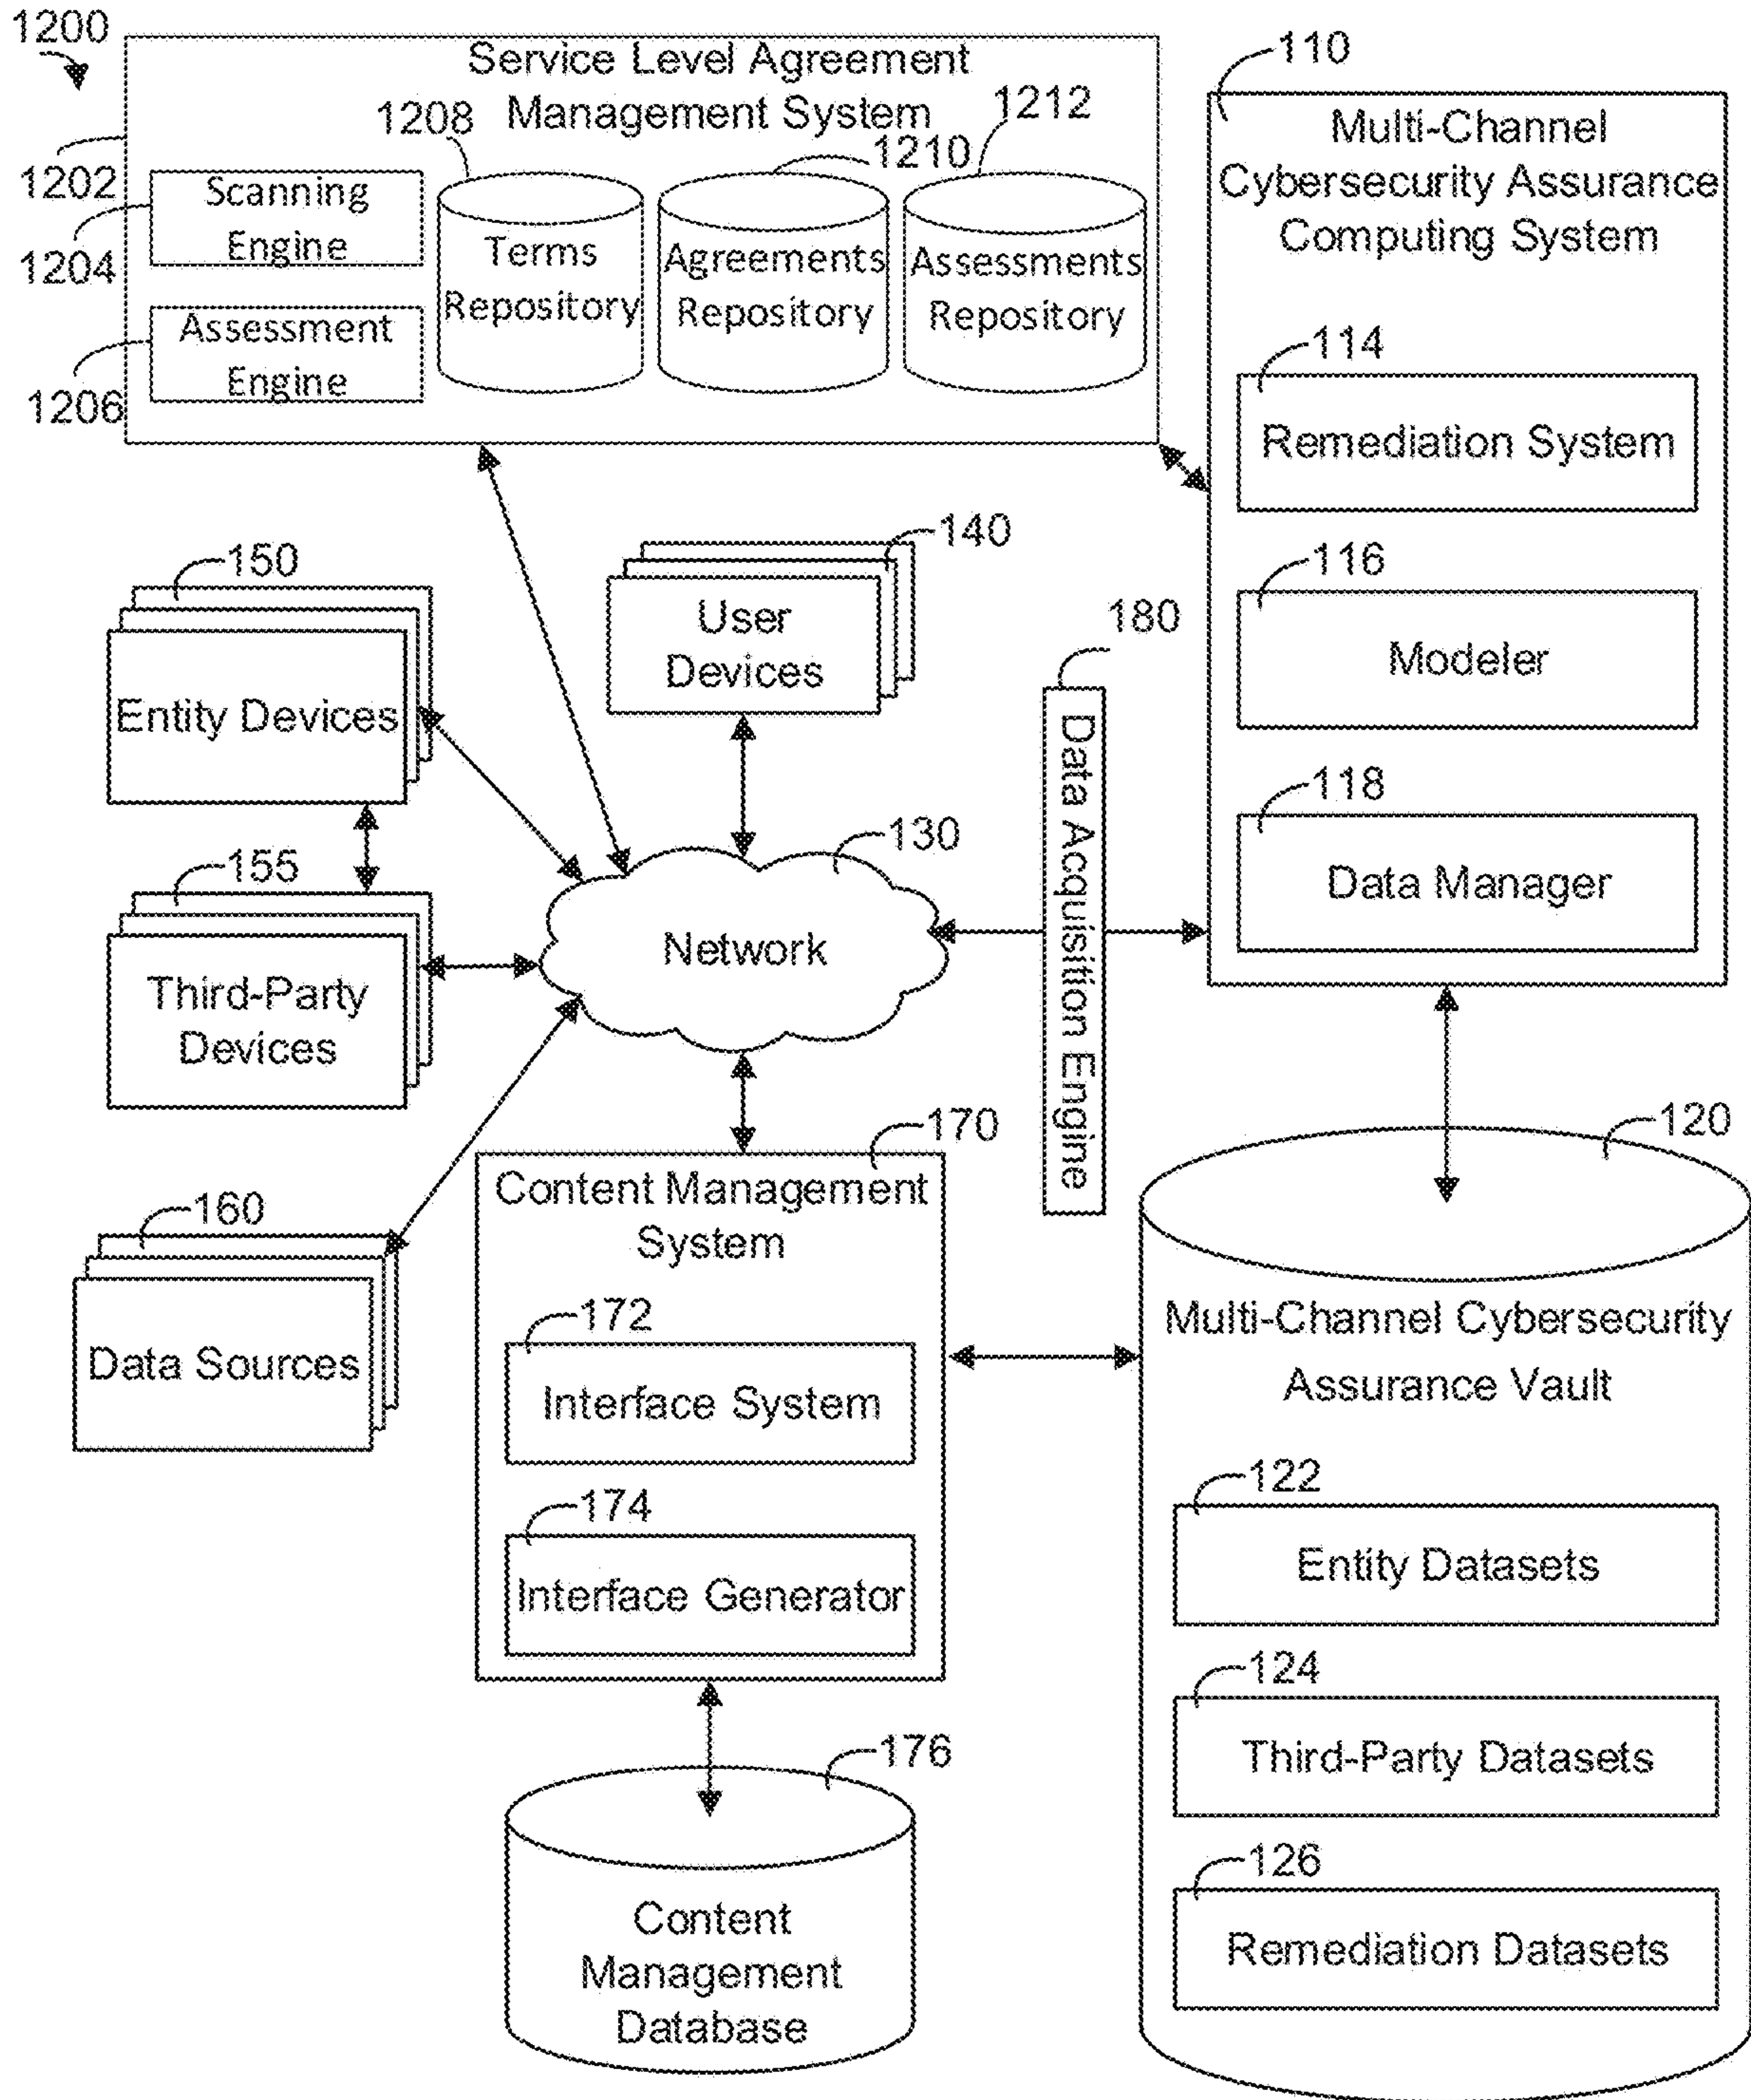 1200
Service Level Agreement
Management System
1202
1204
1206
1208
1210
1212
Scanning
Engine
Assessment
Engine
Terms
Repository
Agreements
Repository
Assessments
Repository
110
Multi-Channel
Cybersecurity Assurance
Computing System
114
Remediation System
116
Modeler
118
Data Manager
150
Entity Devices
140
User
Devices
180
Data Acquisition Engine
155
Third-Party
Devices
130
Network
160
Data Sources
170
Content Management
System
172
Interface System
174
Interface Generator
176
Content
Management
Database
120
Multi-Channel Cybersecurity
Assurance Vault
122
Entity Datasets
124
Third-Party Datasets
126
Remediation Datasets